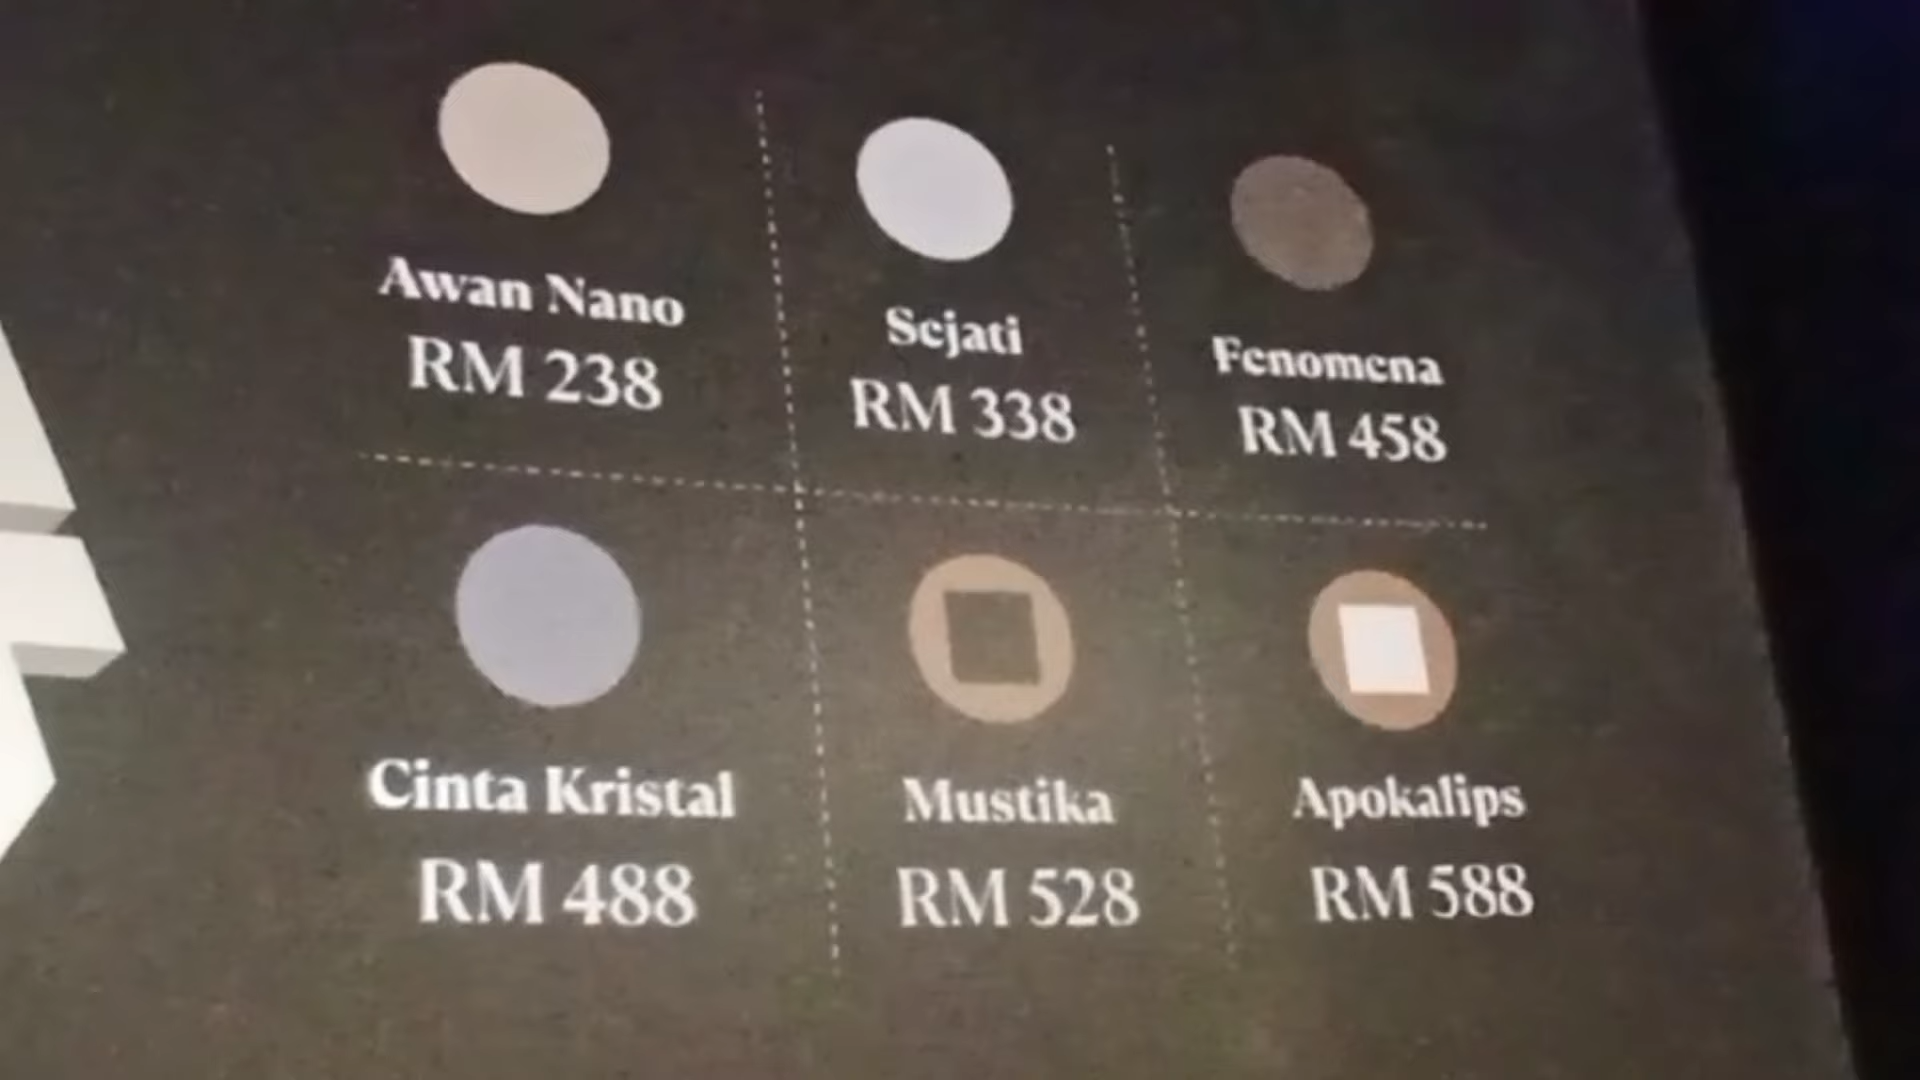 Awan Nano
RM 238
Sejati
RM 338
Fenomena
RM 458
Cinta Kristal
RM 488
Mustika
RM 528
Apokalips
RM 588